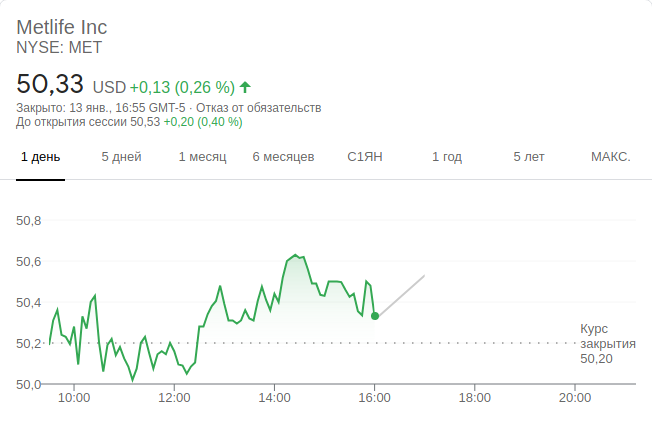 Metlife Inc
NYSE: MET
50,33 USD +0,13 (0,26 %)
Закрыто: 13 янв., 16:55 GMT-5 · Отказ от обязательств
До открытия сессии 50,53 +0,20 (0,40 %)
1 день 5 дней 1 месяц 6 месяцев С1ЯН 1 год 5 лет МАКС.
50,8
50,6
50,4
50,2
50,0
Курс
закрытия
50,20
10:00 12:00 14:00 16:00 18:00 20:00